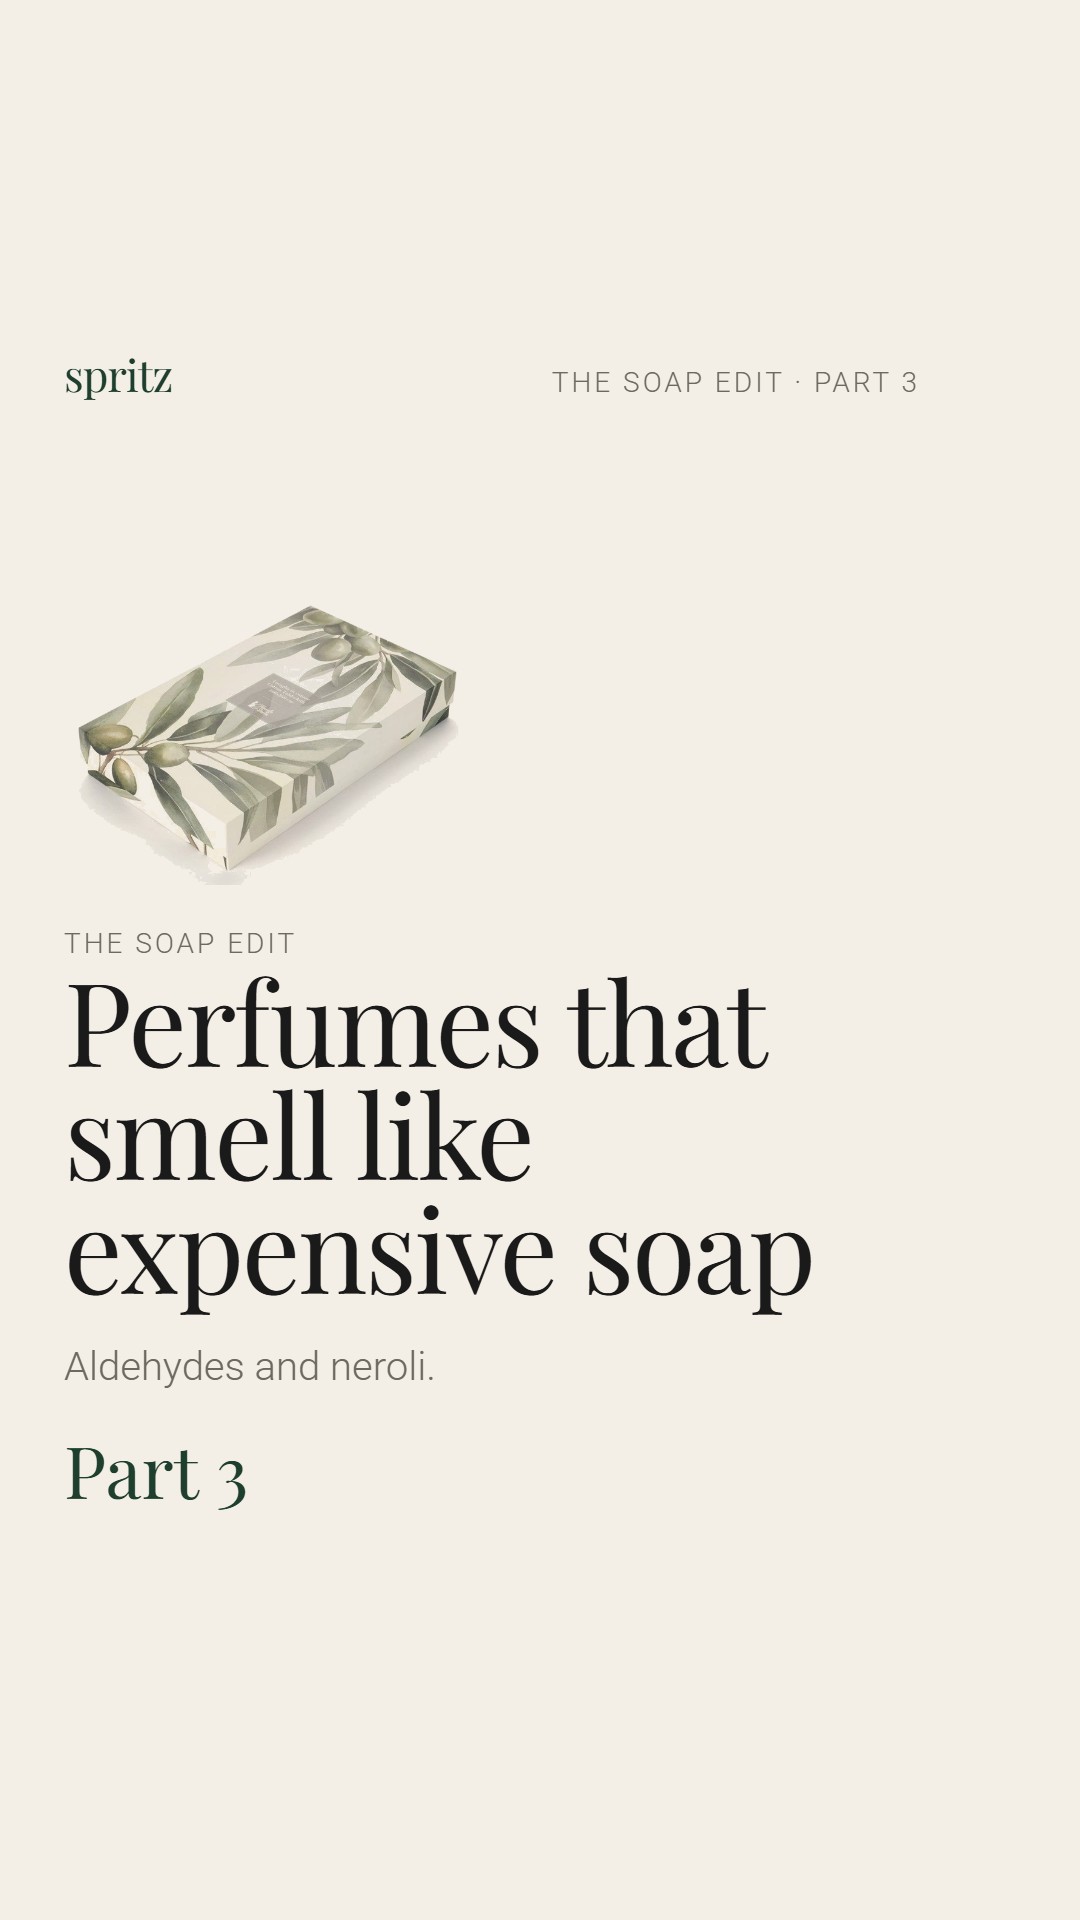 spritz
THE SOAP EDIT · PART 3
THE SOAP EDIT
Perfumes that
smell like
expensive soap
Aldehydes and neroli.
Part 3